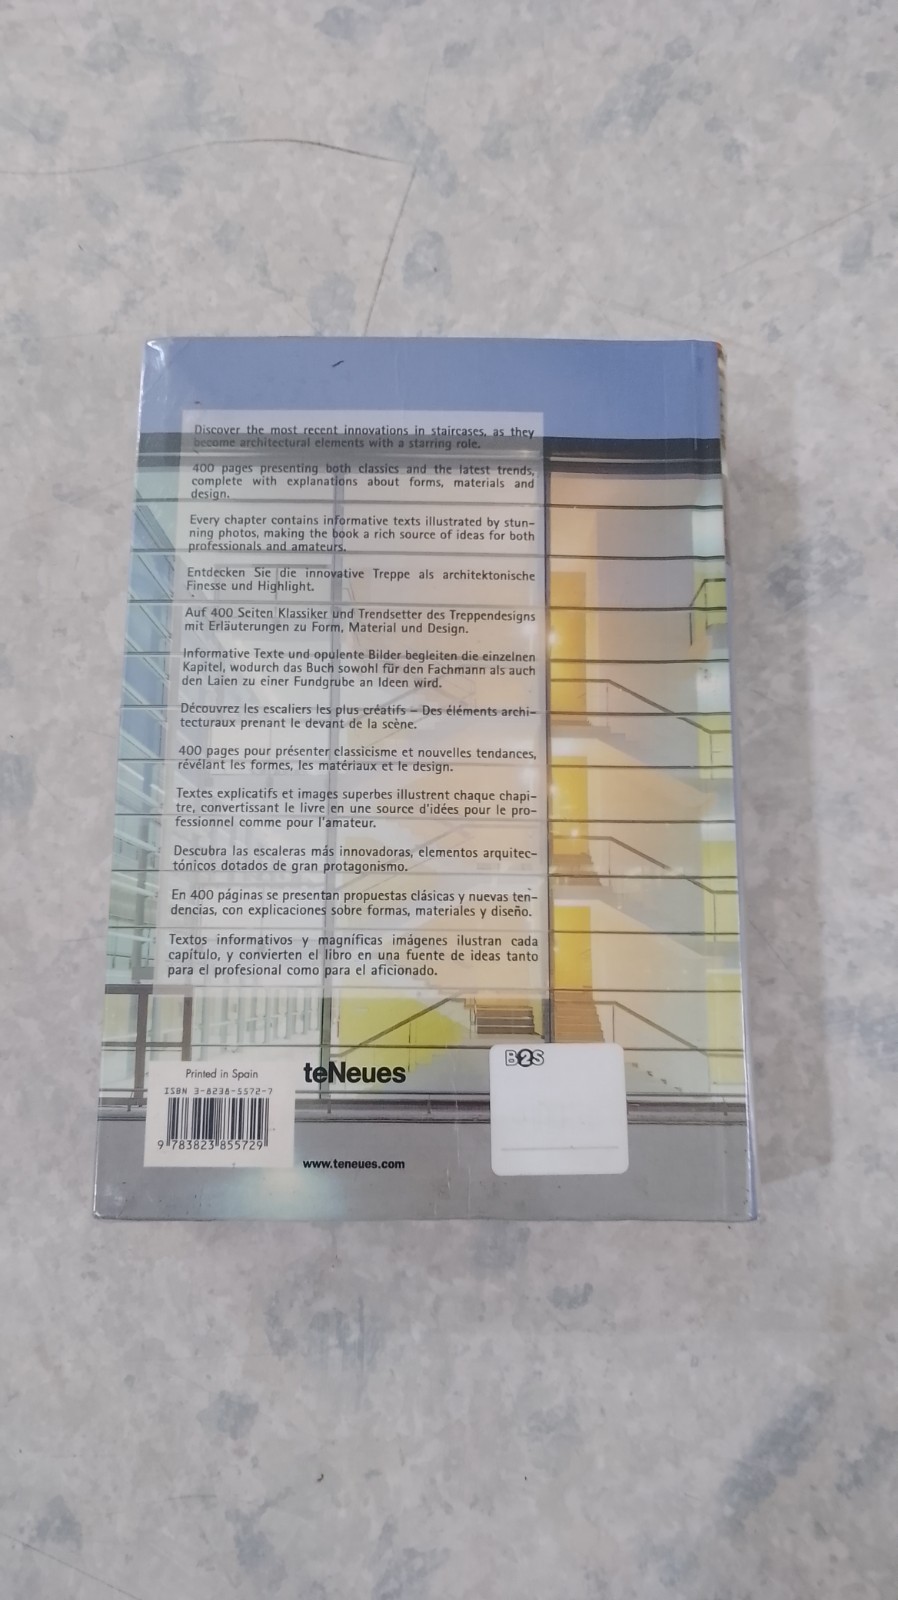 Discover the most recent innovations in staircases, as they
become architectural elements with a starring role.
400 pages presenting both classics and the latest trends,
complete with explanations about forms, materials and
design.
Every chapter contains informative texts illustrated by stun-
ning photos, making the book a rich source of ideas for both
professionals and amateurs.
Entdecken Sie die innovative Treppe als architektonische
Finesse und Highlight.
Auf 400 Seiten Klassiker und Trendsetter des Treppendesigns
mit Erläuterungen zu Form, Material und Design.
Informative Texte und opulente Bilder begleiten die einzelnen
Kapitel, wodurch das Buch sowohl für den Fachmann als auch
den Laien zu einer Fundgrube an Ideen wird.
Découvrez les escaliers les plus créatifs – Des éléments archi-
tecturaux prenant le devant de la scène.
400 pages pour présenter classicisme et nouvelles tendances,
révélant les formes, les matériaux et le design.
Textes explicatifs et images superbes illustrent chaque chapi-
tre, convertissant le livre en une source d'idées pour le pro-
fessionnel comme pour l'amateur.
Descubra las escaleras más innovadoras, elementos arquitec-
tónicos dotados de gran protagonismo.
En 400 páginas se presentan propuestas clásicas y nuevas ten-
dencias, con explicaciones sobre formas, materiales y diseño.
Textos informativos y magníficas imágenes ilustran cada
capítulo, y convierten el libro en una fuente de ideas tanto
para el profesional como para el aficionado.
Printed in Spain
ISBN 3-8238-5572-7
9 783823 855729
teNeues
www.teneues.com
B2S